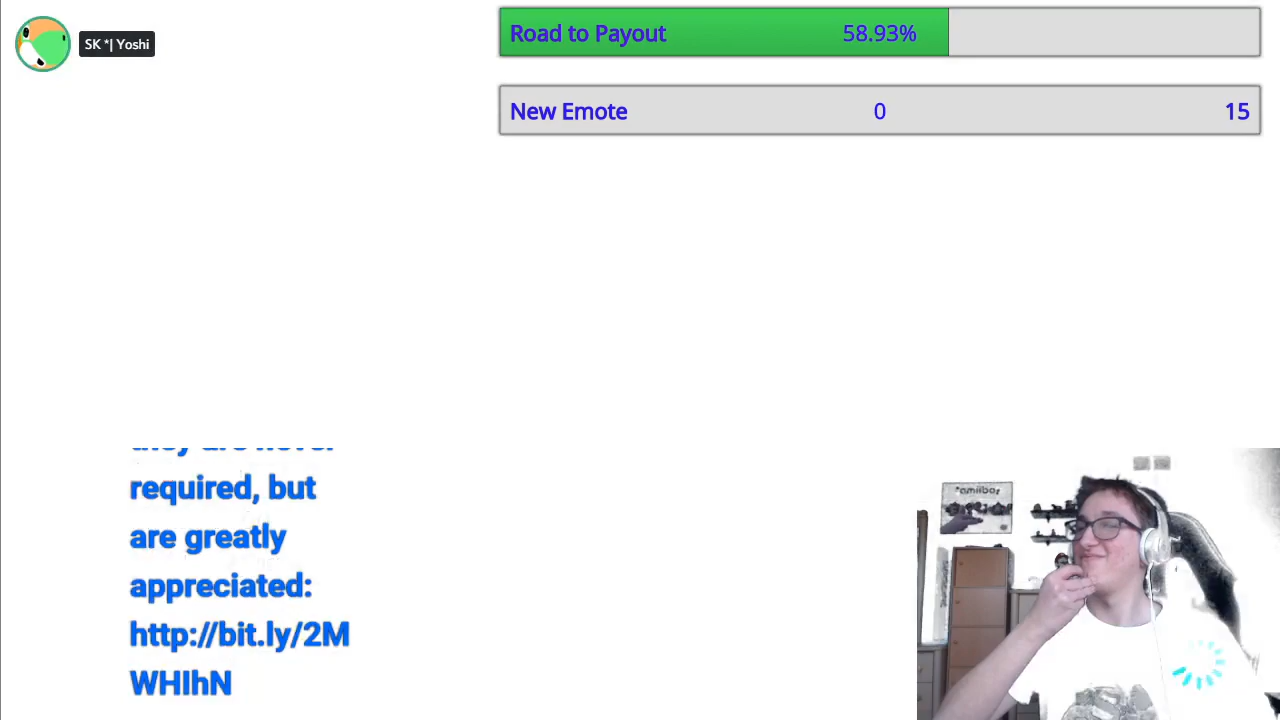 SK *| Yoshi
Road to Payout 58.93%
New Emote 0 15
required, but
are greatly
appreciated:
http://bit.ly/2M
WHIhN
*amiibo*